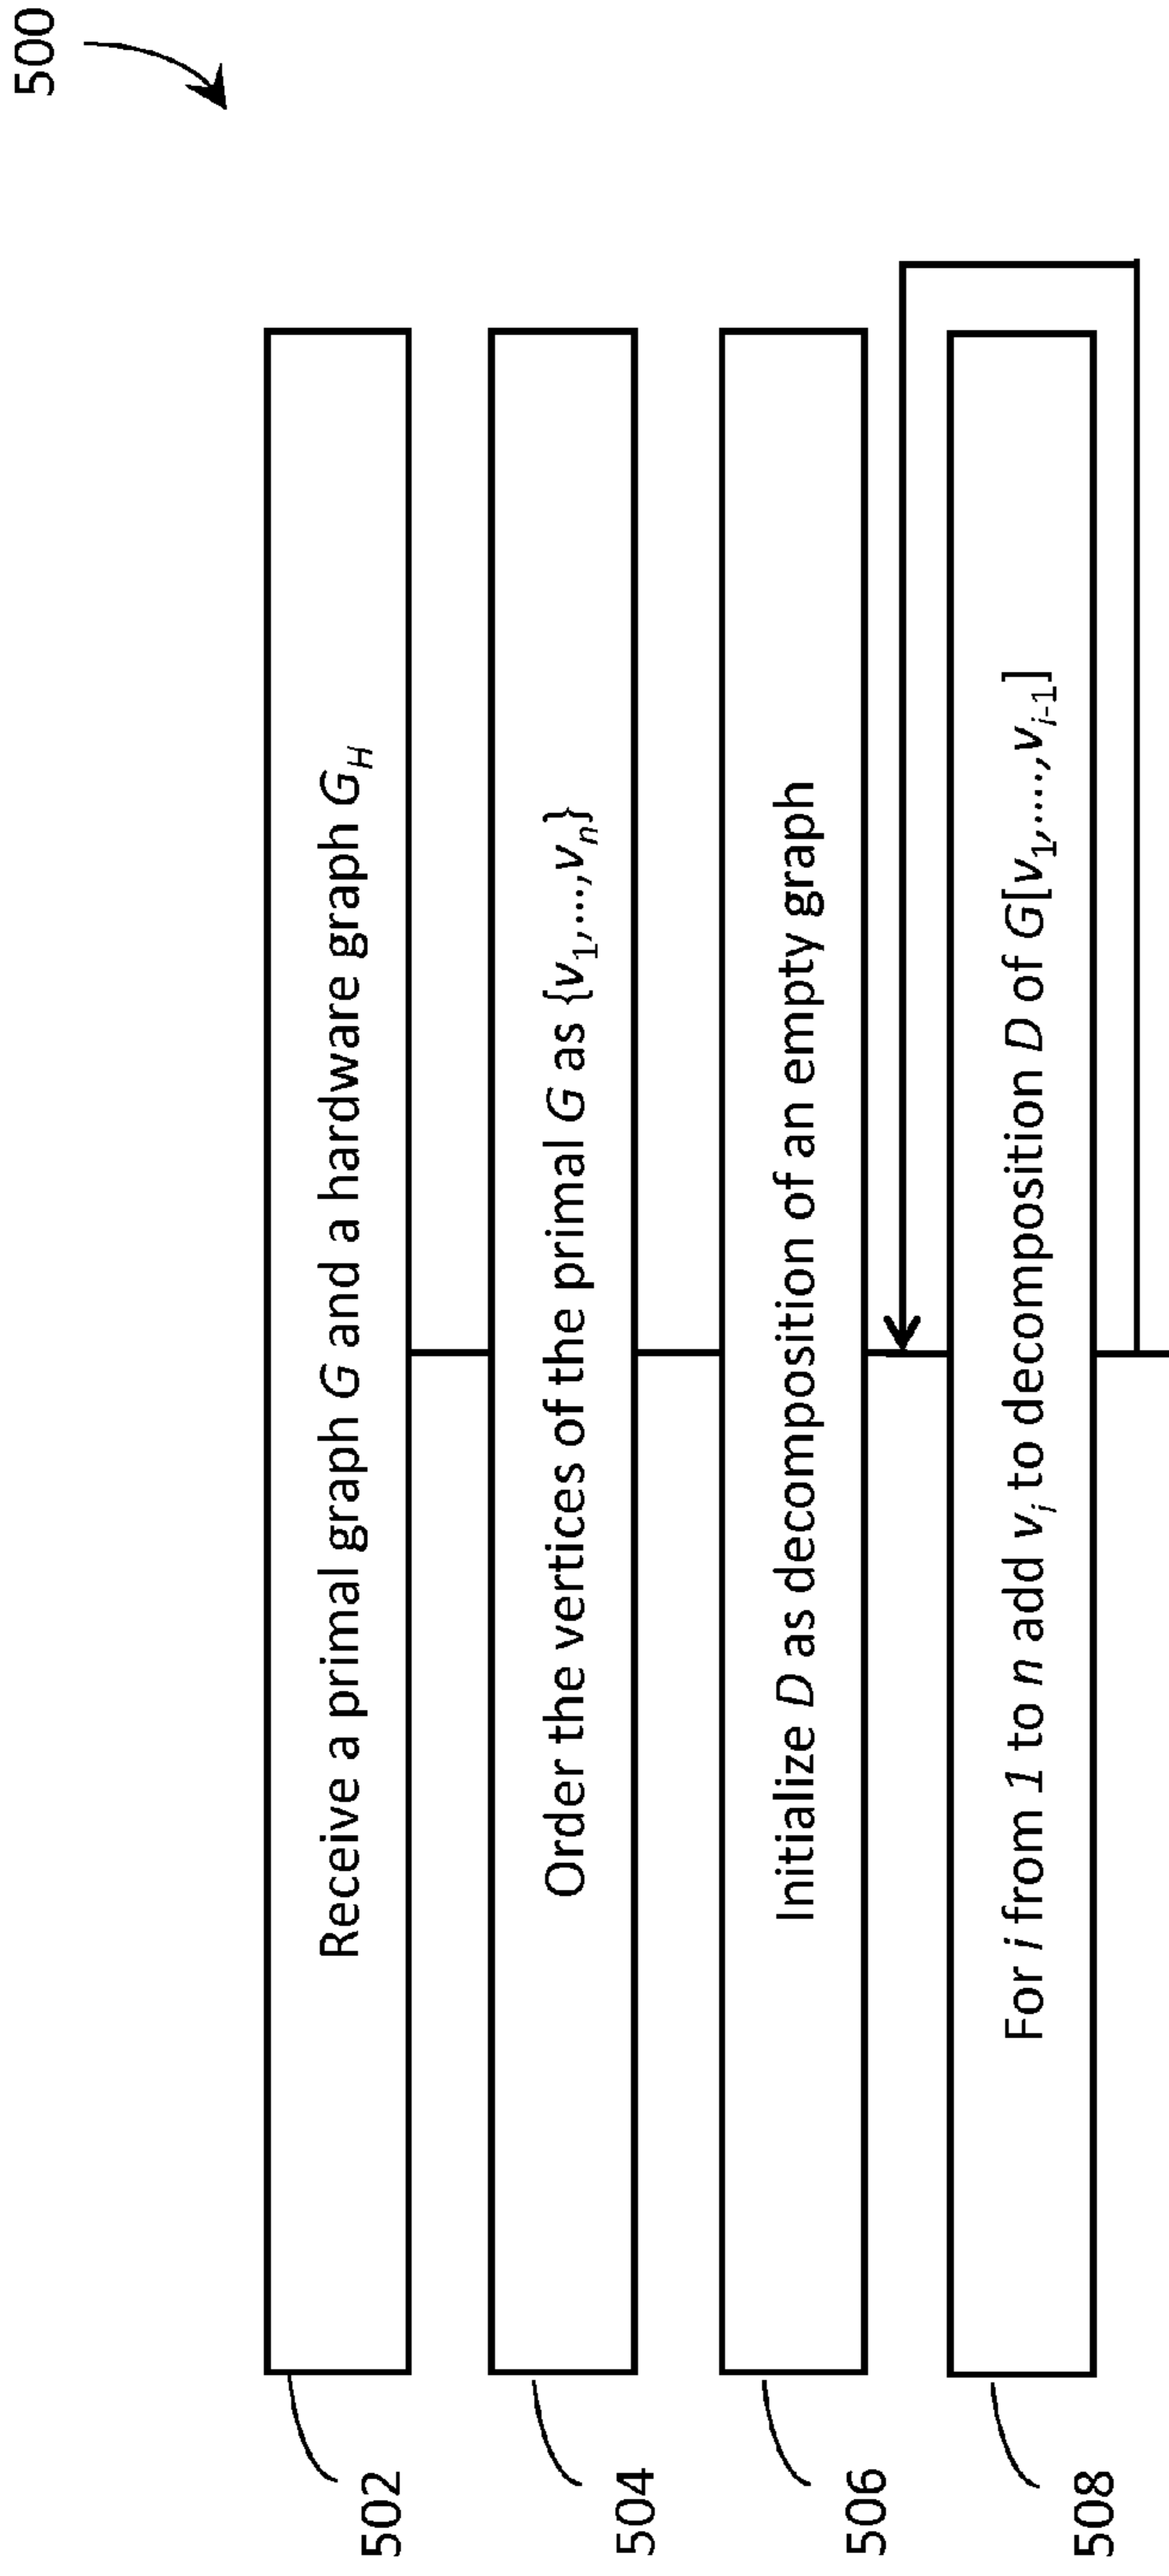 500
502
Receive a primal graph G and a hardware graph G_H
504
Order the vertices of the primal G as {v_1,...,v_n}
506
Initialize D as decomposition of an empty graph
508
For i from 1 to n add v_i to decomposition D of G[v_1,.....,v_{i-1}]